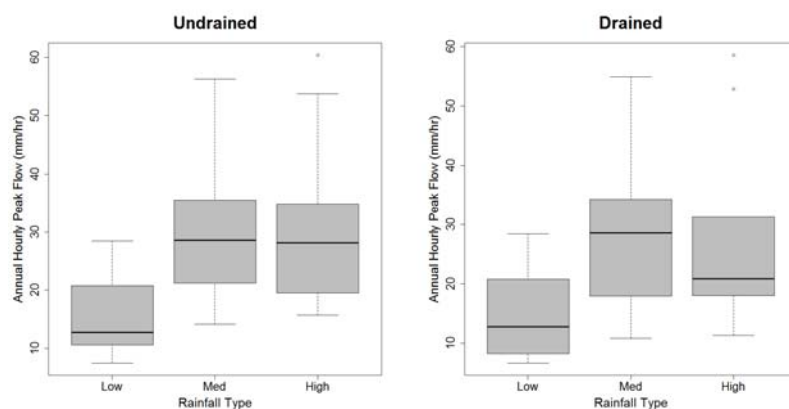 Undrained
Annual Hourly Peak Flow (mm/hr)
60
50
40
30
20
10
Low Med High
Rainfall Type
Drained
Annual Hourly Peak Flow (mm/hr)
60
50
40
30
20
10
Low Med High
Rainfall Type